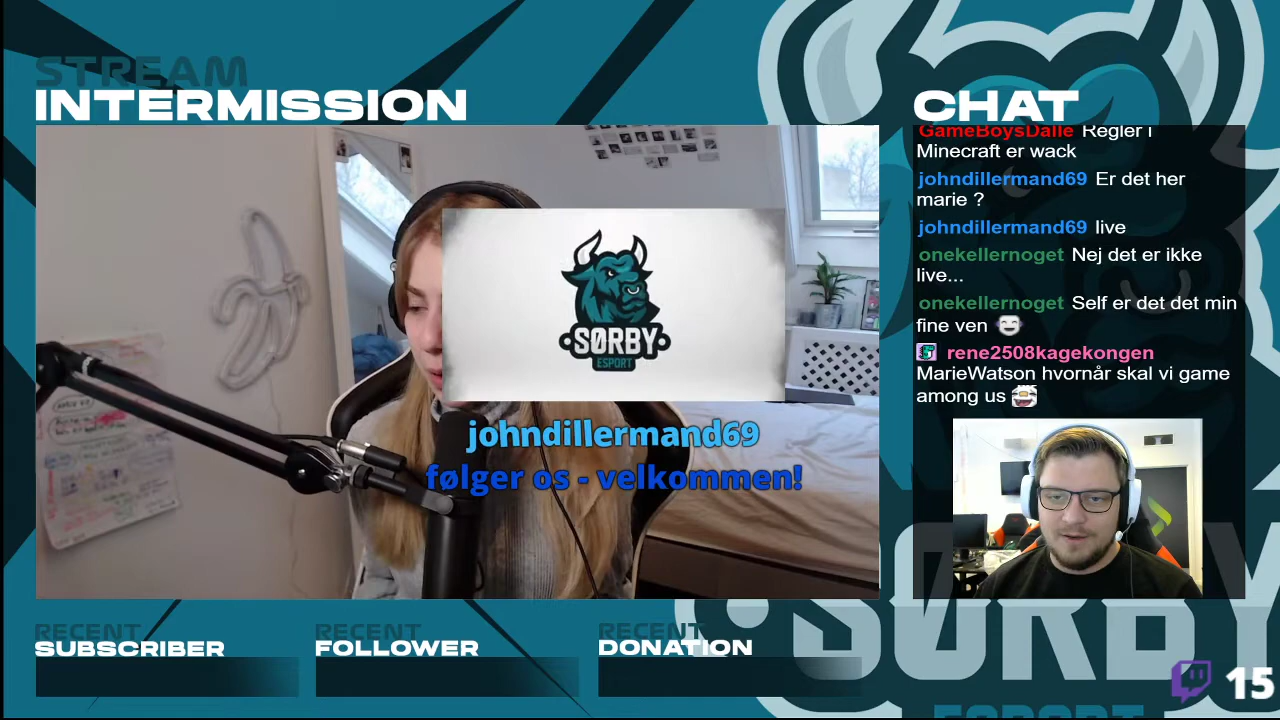 STREAM
INTERMISSION
CHAT
GameBoysDalle Regler i
Minecraft er wack
johndillermand69 Er det her
marie ?
johndillermand69 live
onekellernoget Nej det er ikke
live...
onekellernoget Self er det det min
fine ven
rene2508kagekongen
MarieWatson hvornår skal vi game
among us
SØRBY
ESPORT
johndillermand69
følger os - velkommen!
RECENT
SUBSCRIBER
RECENT
FOLLOWER
RECENT
DONATION
SØRBY
ESPORT
15